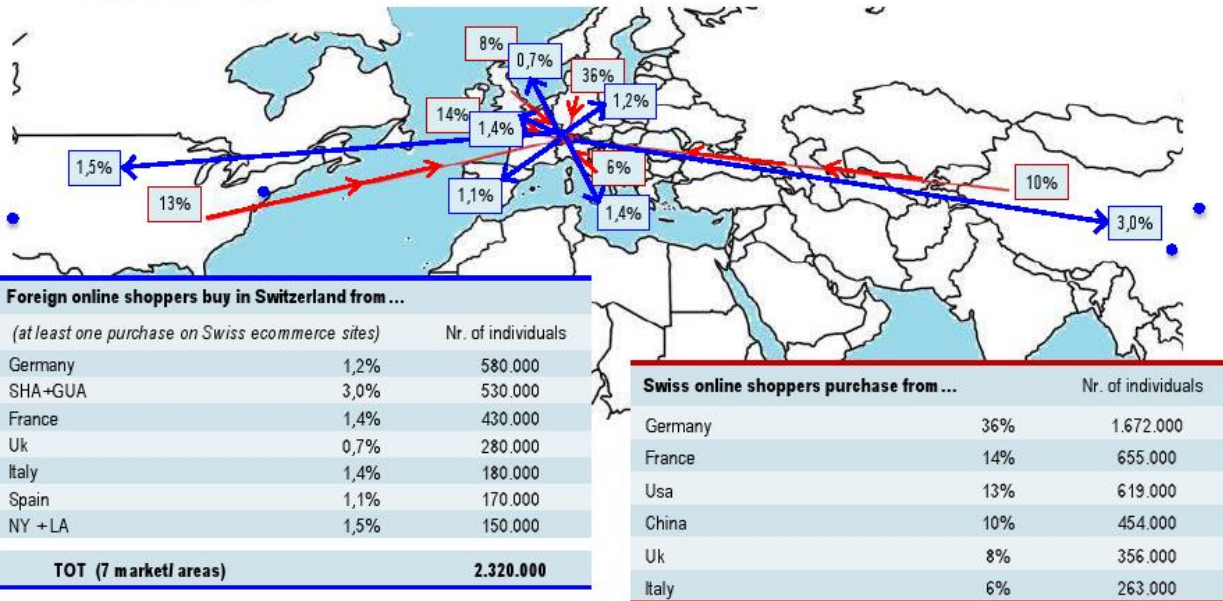 8%
0,7%
36%
1,2%
14%
1,4%
1,5%
13%
1,1%
6%
1,4%
10%
3,0%
Foreign online shoppers buy in Switzerland from ...
(at least one purchase on Swiss ecommerce sites) Nr. of individuals
Germany 1,2% 580.000
SHA+GUA 3,0% 530.000
France 1,4% 430.000
Uk 0,7% 280.000
Italy 1,4% 180.000
Spain 1,1% 170.000
NY + LA 1,5% 150.000
TOT (7 market/ areas) 2.320.000
Swiss online shoppers purchase from ... Nr. of individuals
Germany 36% 1.672.000
France 14% 655.000
Usa 13% 619.000
China 10% 454.000
Uk 8% 356.000
Italy 6% 263.000